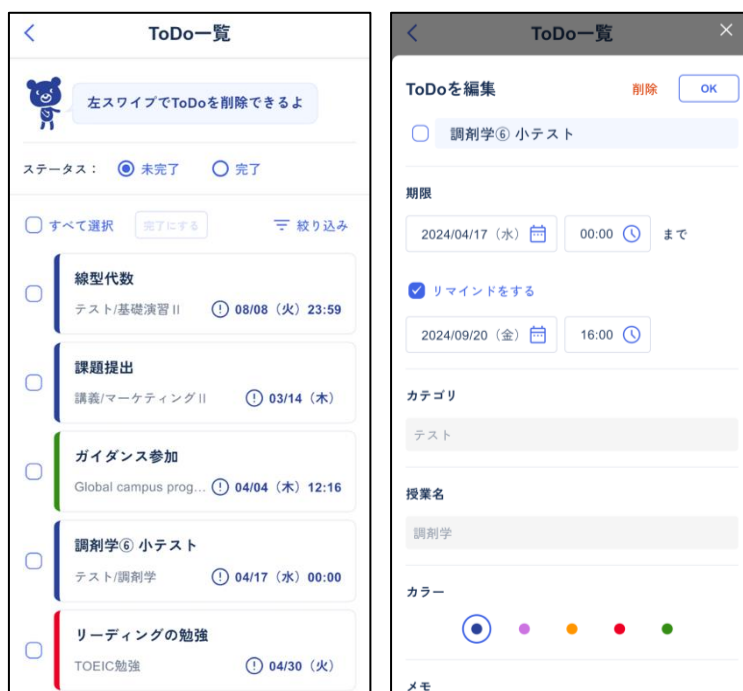 ToDo一覧
左スワイプでToDoを削除できるよ
ステータス： 未完了 完了
すべて選択 完了にする 絞り込み
線型代数
テスト/基礎演習Ⅱ 08/08（火）23:59
課題提出
講義/マーケティングⅡ 03/14（木）
ガイダンス参加
Global campus prog... 04/04（木）12:16
調剤学⑥ 小テスト
テスト/調剤学 04/17（水）00:00
リーディングの勉強
TOEIC勉強 04/30（火）
ToDo一覧
ToDoを編集 削除 OK
調剤学⑥ 小テスト
期限
2024/04/17（水） 00:00 まで
リマインドをする
2024/09/20（金） 16:00
カテゴリ
テスト
授業名
調剤学
カラー
メモ